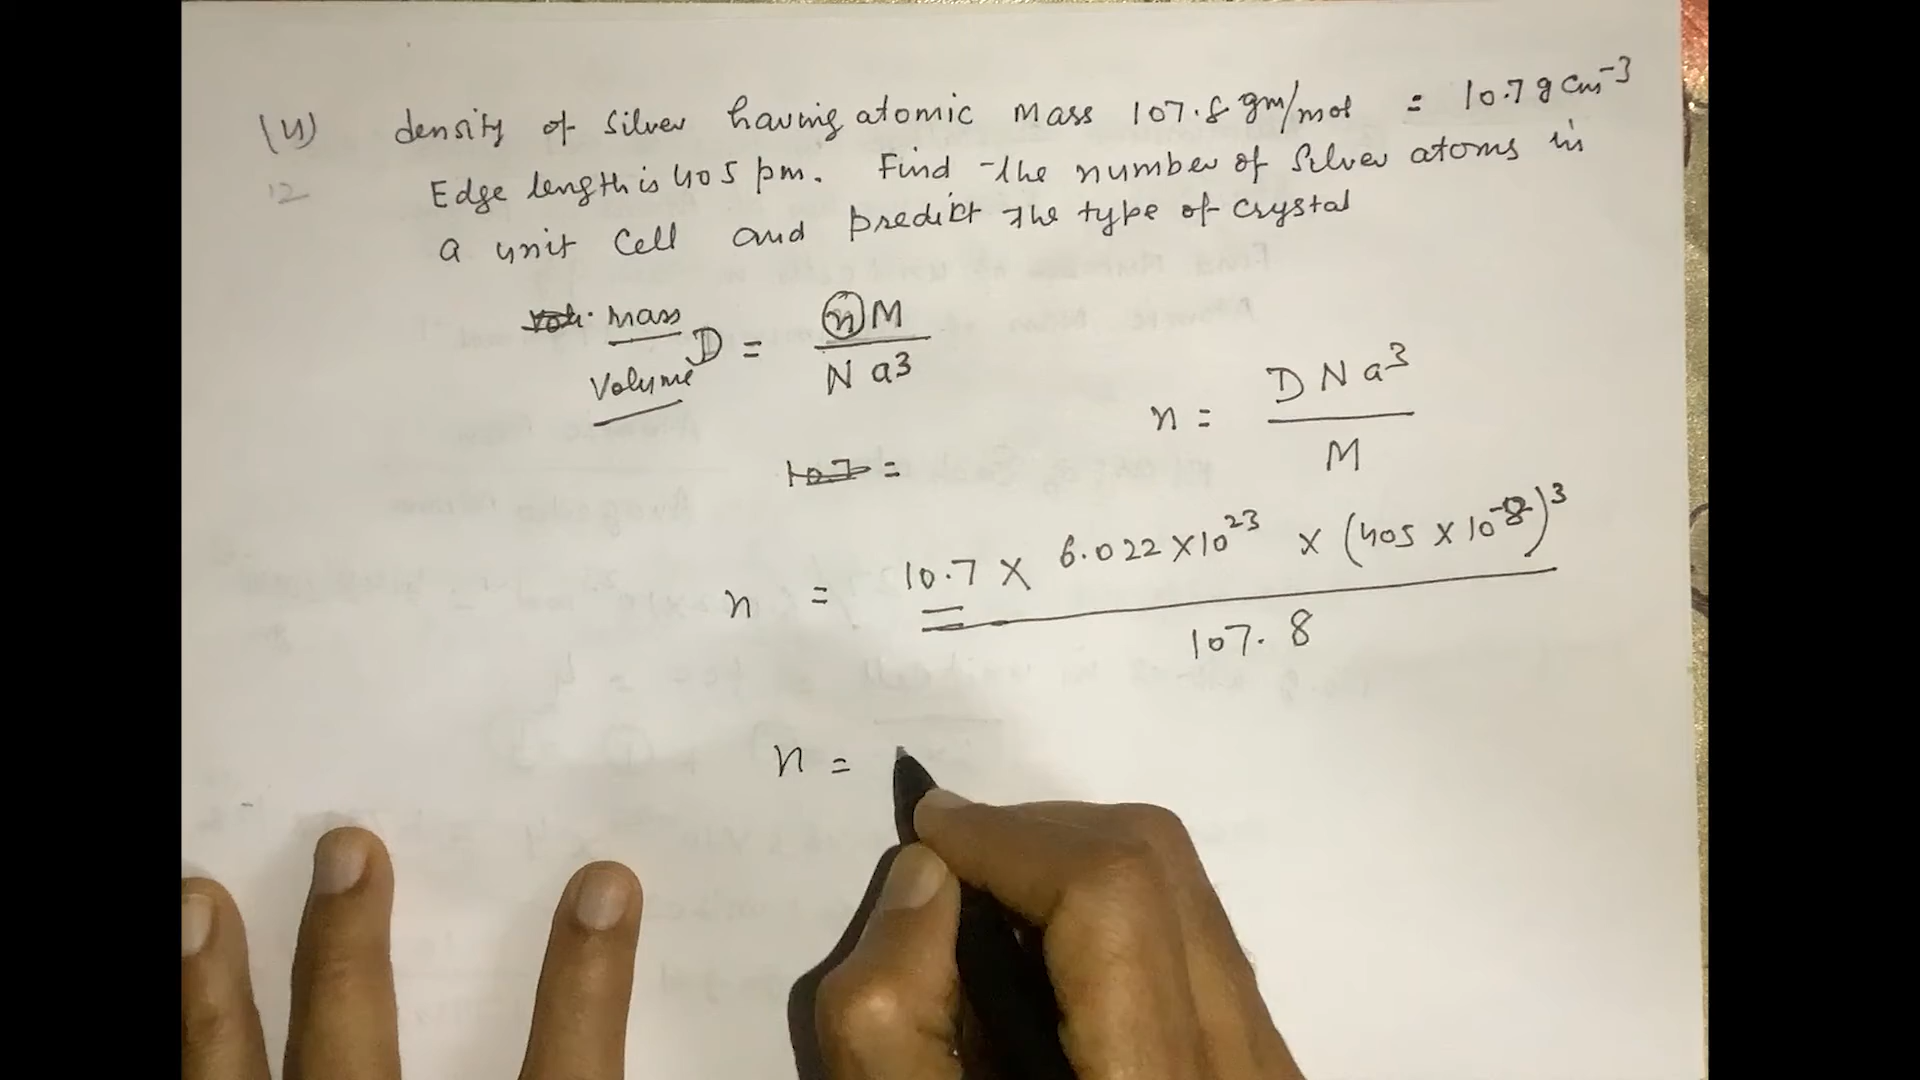 (4) density of silver having atomic mass 107.8 gm/mol = 10.7 g cm⁻³
12 Edge length is 405 pm. Find the number of silver atoms in
a unit cell and predict the type of crystal
mass
Volume
D = nM / N a³
n = D N a³ / M
10.7 =
n = 10.7 × 6.022 × 10²³ × (405 × 10⁻⁸)³ / 107.8
n =